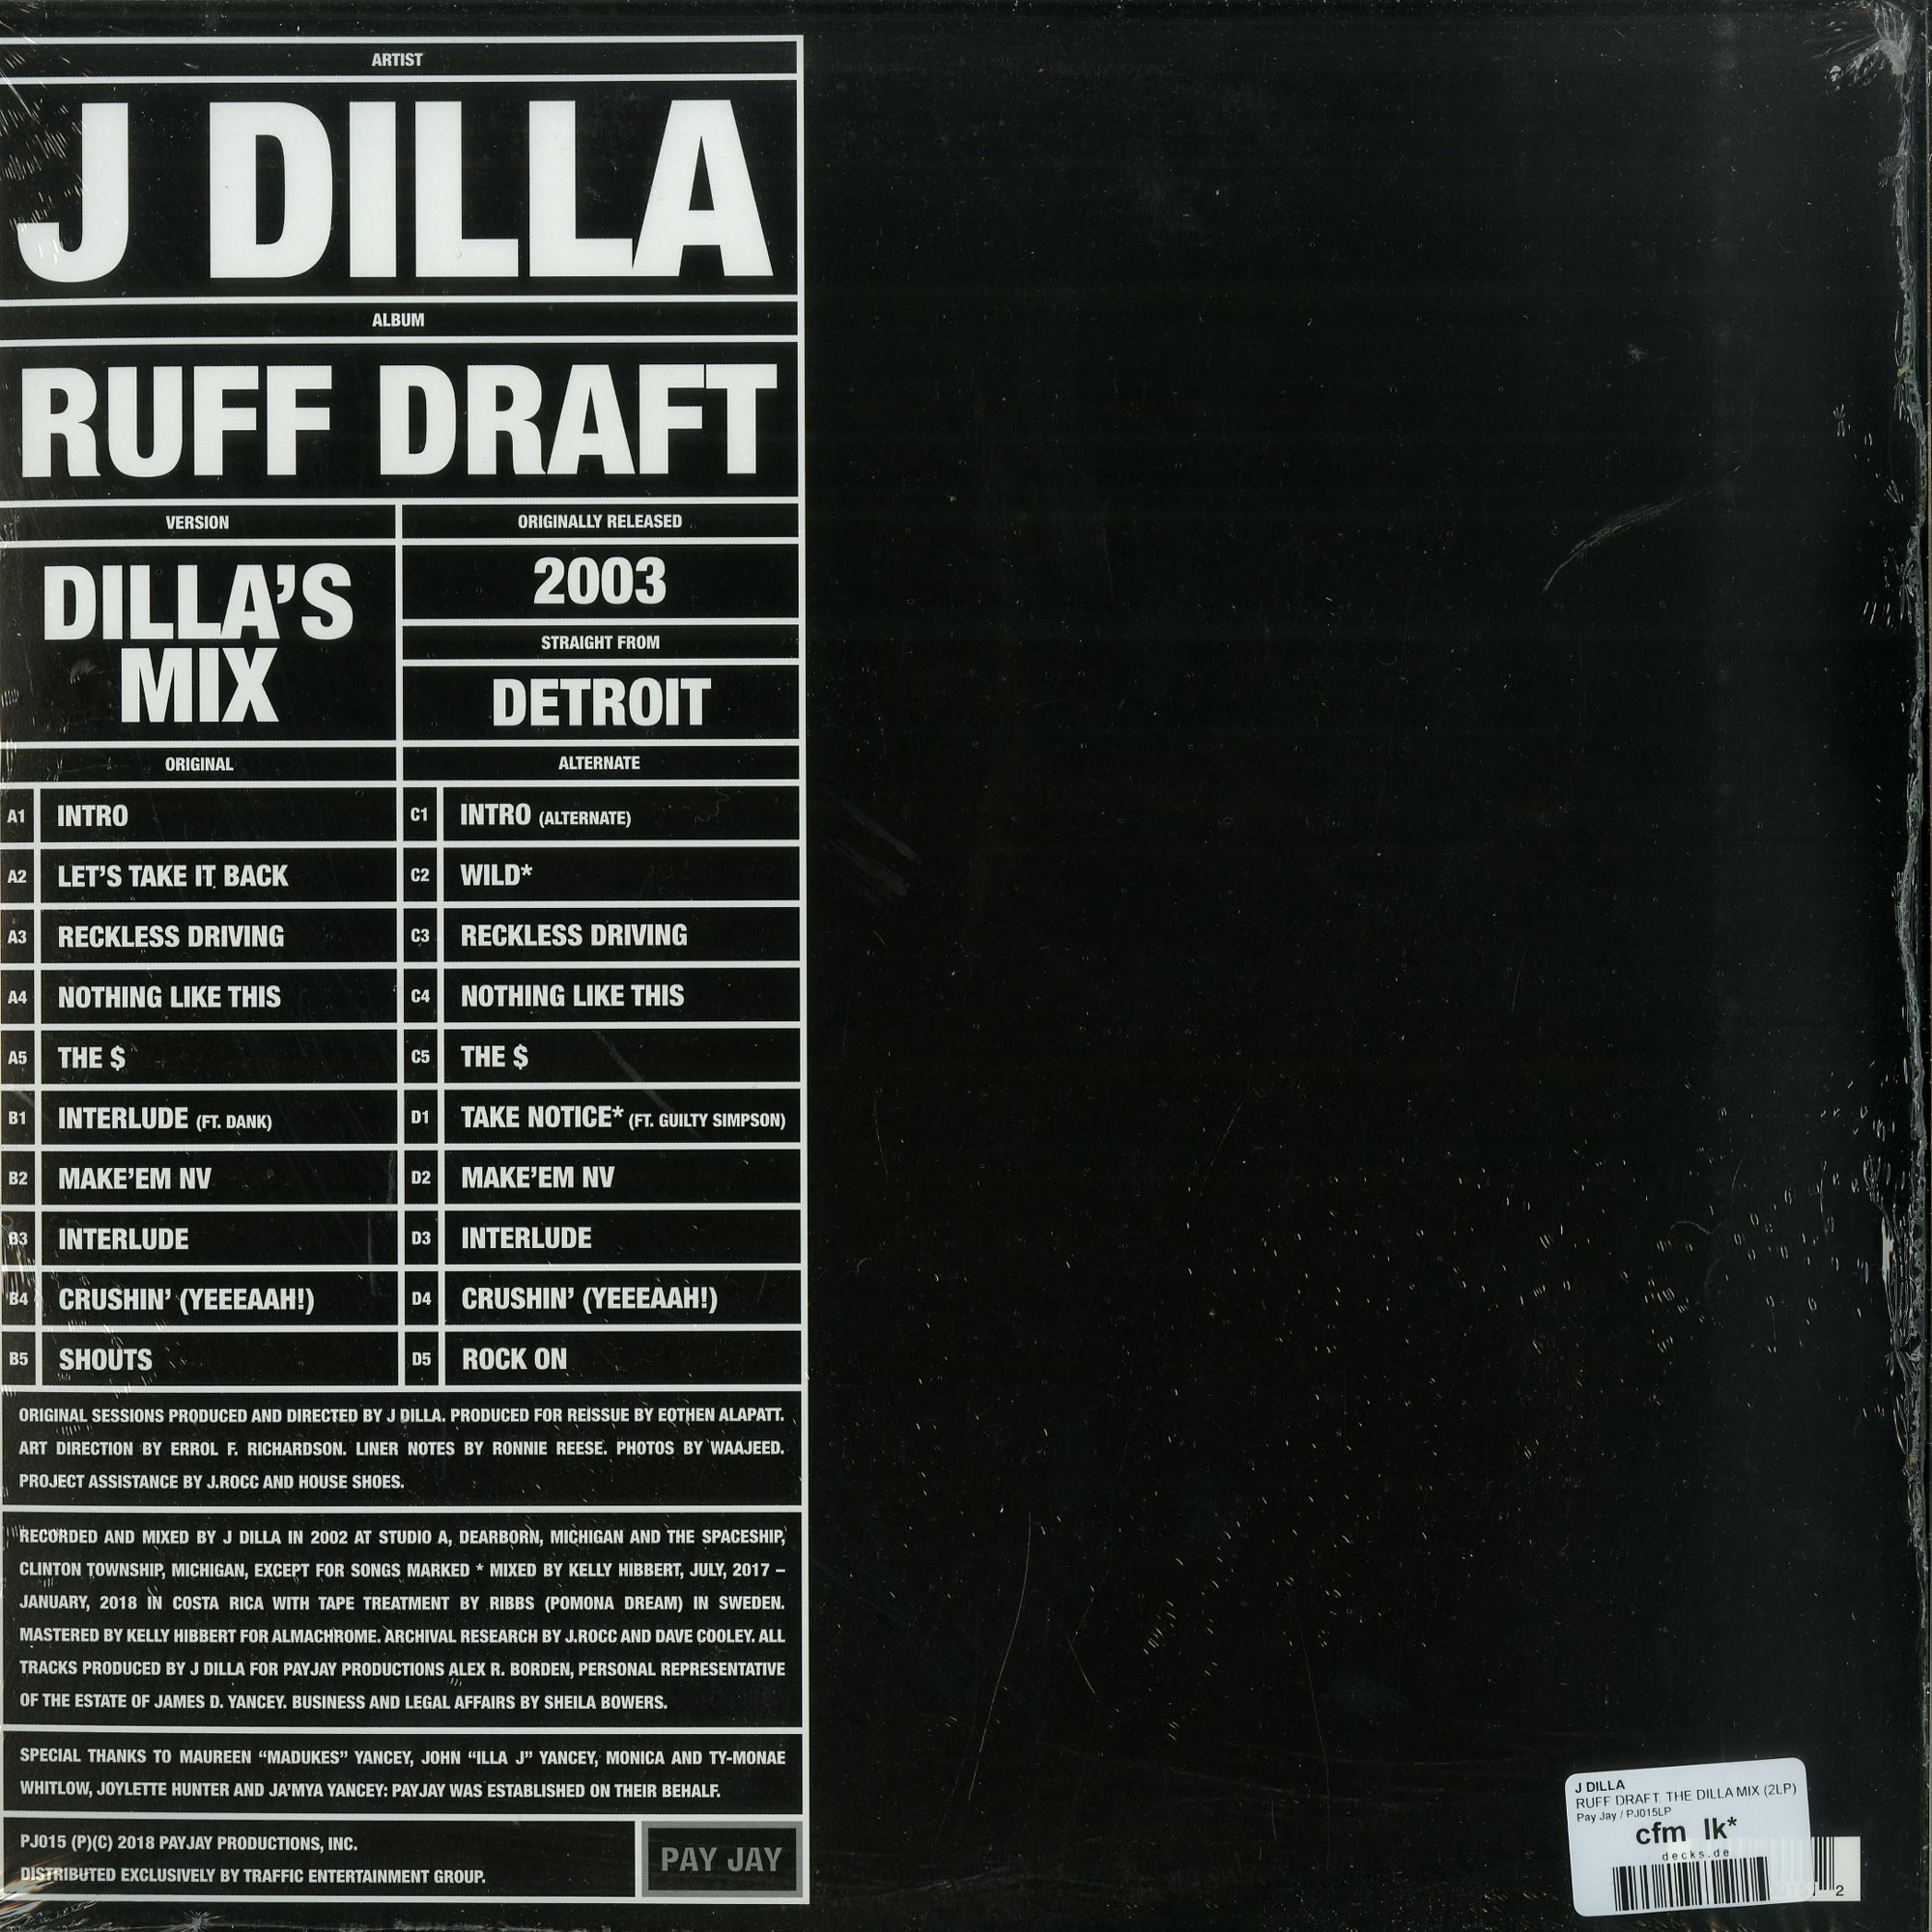 ARTIST
J DILLA
ALBUM
RUFF DRAFT
VERSION
DILLA'S
MIX
ORIGINALLY RELEASED
2003
STRAIGHT FROM
DETROIT
ORIGINAL
A1 INTRO
A2 LET'S TAKE IT BACK
A3 RECKLESS DRIVING
A4 NOTHING LIKE THIS
A5 THE $
B1 INTERLUDE (FT. DANK)
B2 MAKE'EM NV
B3 INTERLUDE
B4 CRUSHIN' (YEEEAAH!)
B5 SHOUTS
ALTERNATE
C1 INTRO (ALTERNATE)
C2 WILD*
C3 RECKLESS DRIVING
C4 NOTHING LIKE THIS
C5 THE $
D1 TAKE NOTICE* (FT. GUILTY SIMPSON)
D2 MAKE'EM NV
D3 INTERLUDE
D4 CRUSHIN' (YEEEAAH!)
D5 ROCK ON
ORIGINAL SESSIONS PRODUCED AND DIRECTED BY J DILLA. PRODUCED FOR REISSUE BY EOTHEN ALAPATT.
ART DIRECTION BY ERROL F. RICHARDSON. LINER NOTES BY RONNIE REESE. PHOTOS BY WAAJEED.
PROJECT ASSISTANCE BY J.ROCC AND HOUSE SHOES.
RECORDED AND MIXED BY J DILLA IN 2002 AT STUDIO A, DEARBORN, MICHIGAN AND THE SPACESHIP,
CLINTON TOWNSHIP, MICHIGAN, EXCEPT FOR SONGS MARKED * MIXED BY KELLY HIBBERT, JULY, 2017 –
JANUARY, 2018 IN COSTA RICA WITH TAPE TREATMENT BY RIBBS (POMONA DREAM) IN SWEDEN.
MASTERED BY KELLY HIBBERT FOR ALMACHROME. ARCHIVAL RESEARCH BY J.ROCC AND DAVE COOLEY. ALL
TRACKS PRODUCED BY J DILLA FOR PAYJAY PRODUCTIONS ALEX R. BORDEN, PERSONAL REPRESENTATIVE
OF THE ESTATE OF JAMES D. YANCEY. BUSINESS AND LEGAL AFFAIRS BY SHEILA BOWERS.
SPECIAL THANKS TO MAUREEN “MADUKES” YANCEY, JOHN “ILLA J” YANCEY, MONICA AND TY-MONAE
WHITLOW, JOYLETTE HUNTER AND JA'MYA YANCEY: PAYJAY WAS ESTABLISHED ON THEIR BEHALF.
PJ015 (P)(C) 2018 PAYJAY PRODUCTIONS, INC.
DISTRIBUTED EXCLUSIVELY BY TRAFFIC ENTERTAINMENT GROUP.
PAY JAY
J DILLA
RUFF DRAFT THE DILLA MIX (2LP)
Pay Jay / PJ015LP
cfm lk*
decks.de
2